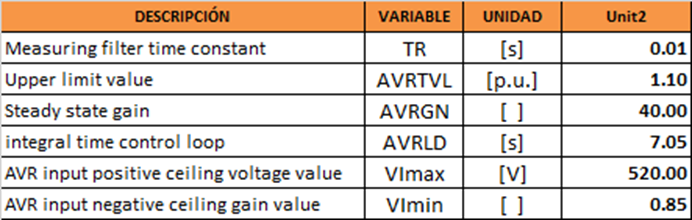 DESCRIPCIÓN VARIABLE UNIDAD Unit2
Measuring filter time constant TR [s] 0.01
Upper limit value AVRTVL [p.u.] 1.10
Steady state gain AVRGN [ ] 40.00
integral time control loop AVRLD [s] 7.05
AVR input positive ceiling voltage value VImax [V] 520.00
AVR input negative ceiling gain value VImin [ ] 0.85